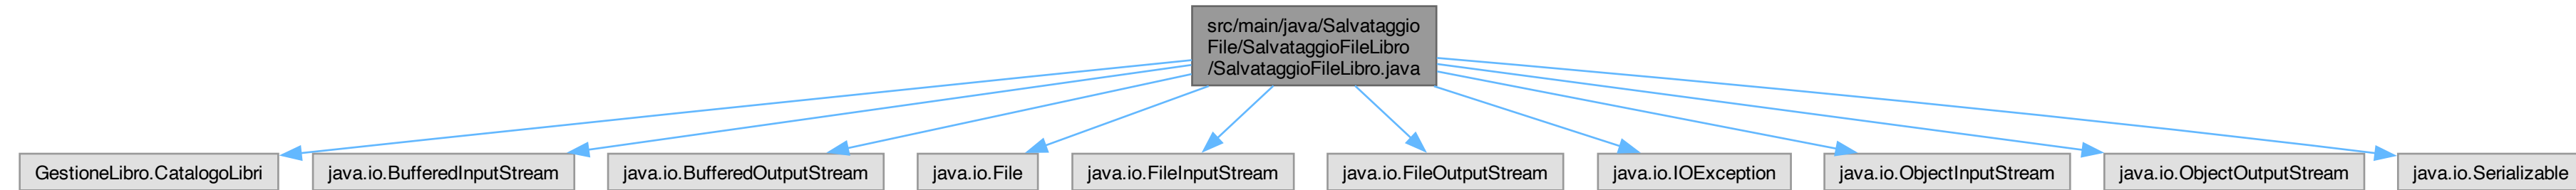 src/main/java/Salvataggio
File/SalvataggioFileLibro
/SalvataggioFileLibro.java
GestioneLibro.CatalogoLibri
java.io.BufferedInputStream
java.io.BufferedOutputStream
java.io.File
java.io.FileInputStream
java.io.FileOutputStream
java.io.IOException
java.io.ObjectInputStream
java.io.ObjectOutputStream
java.io.Serializable